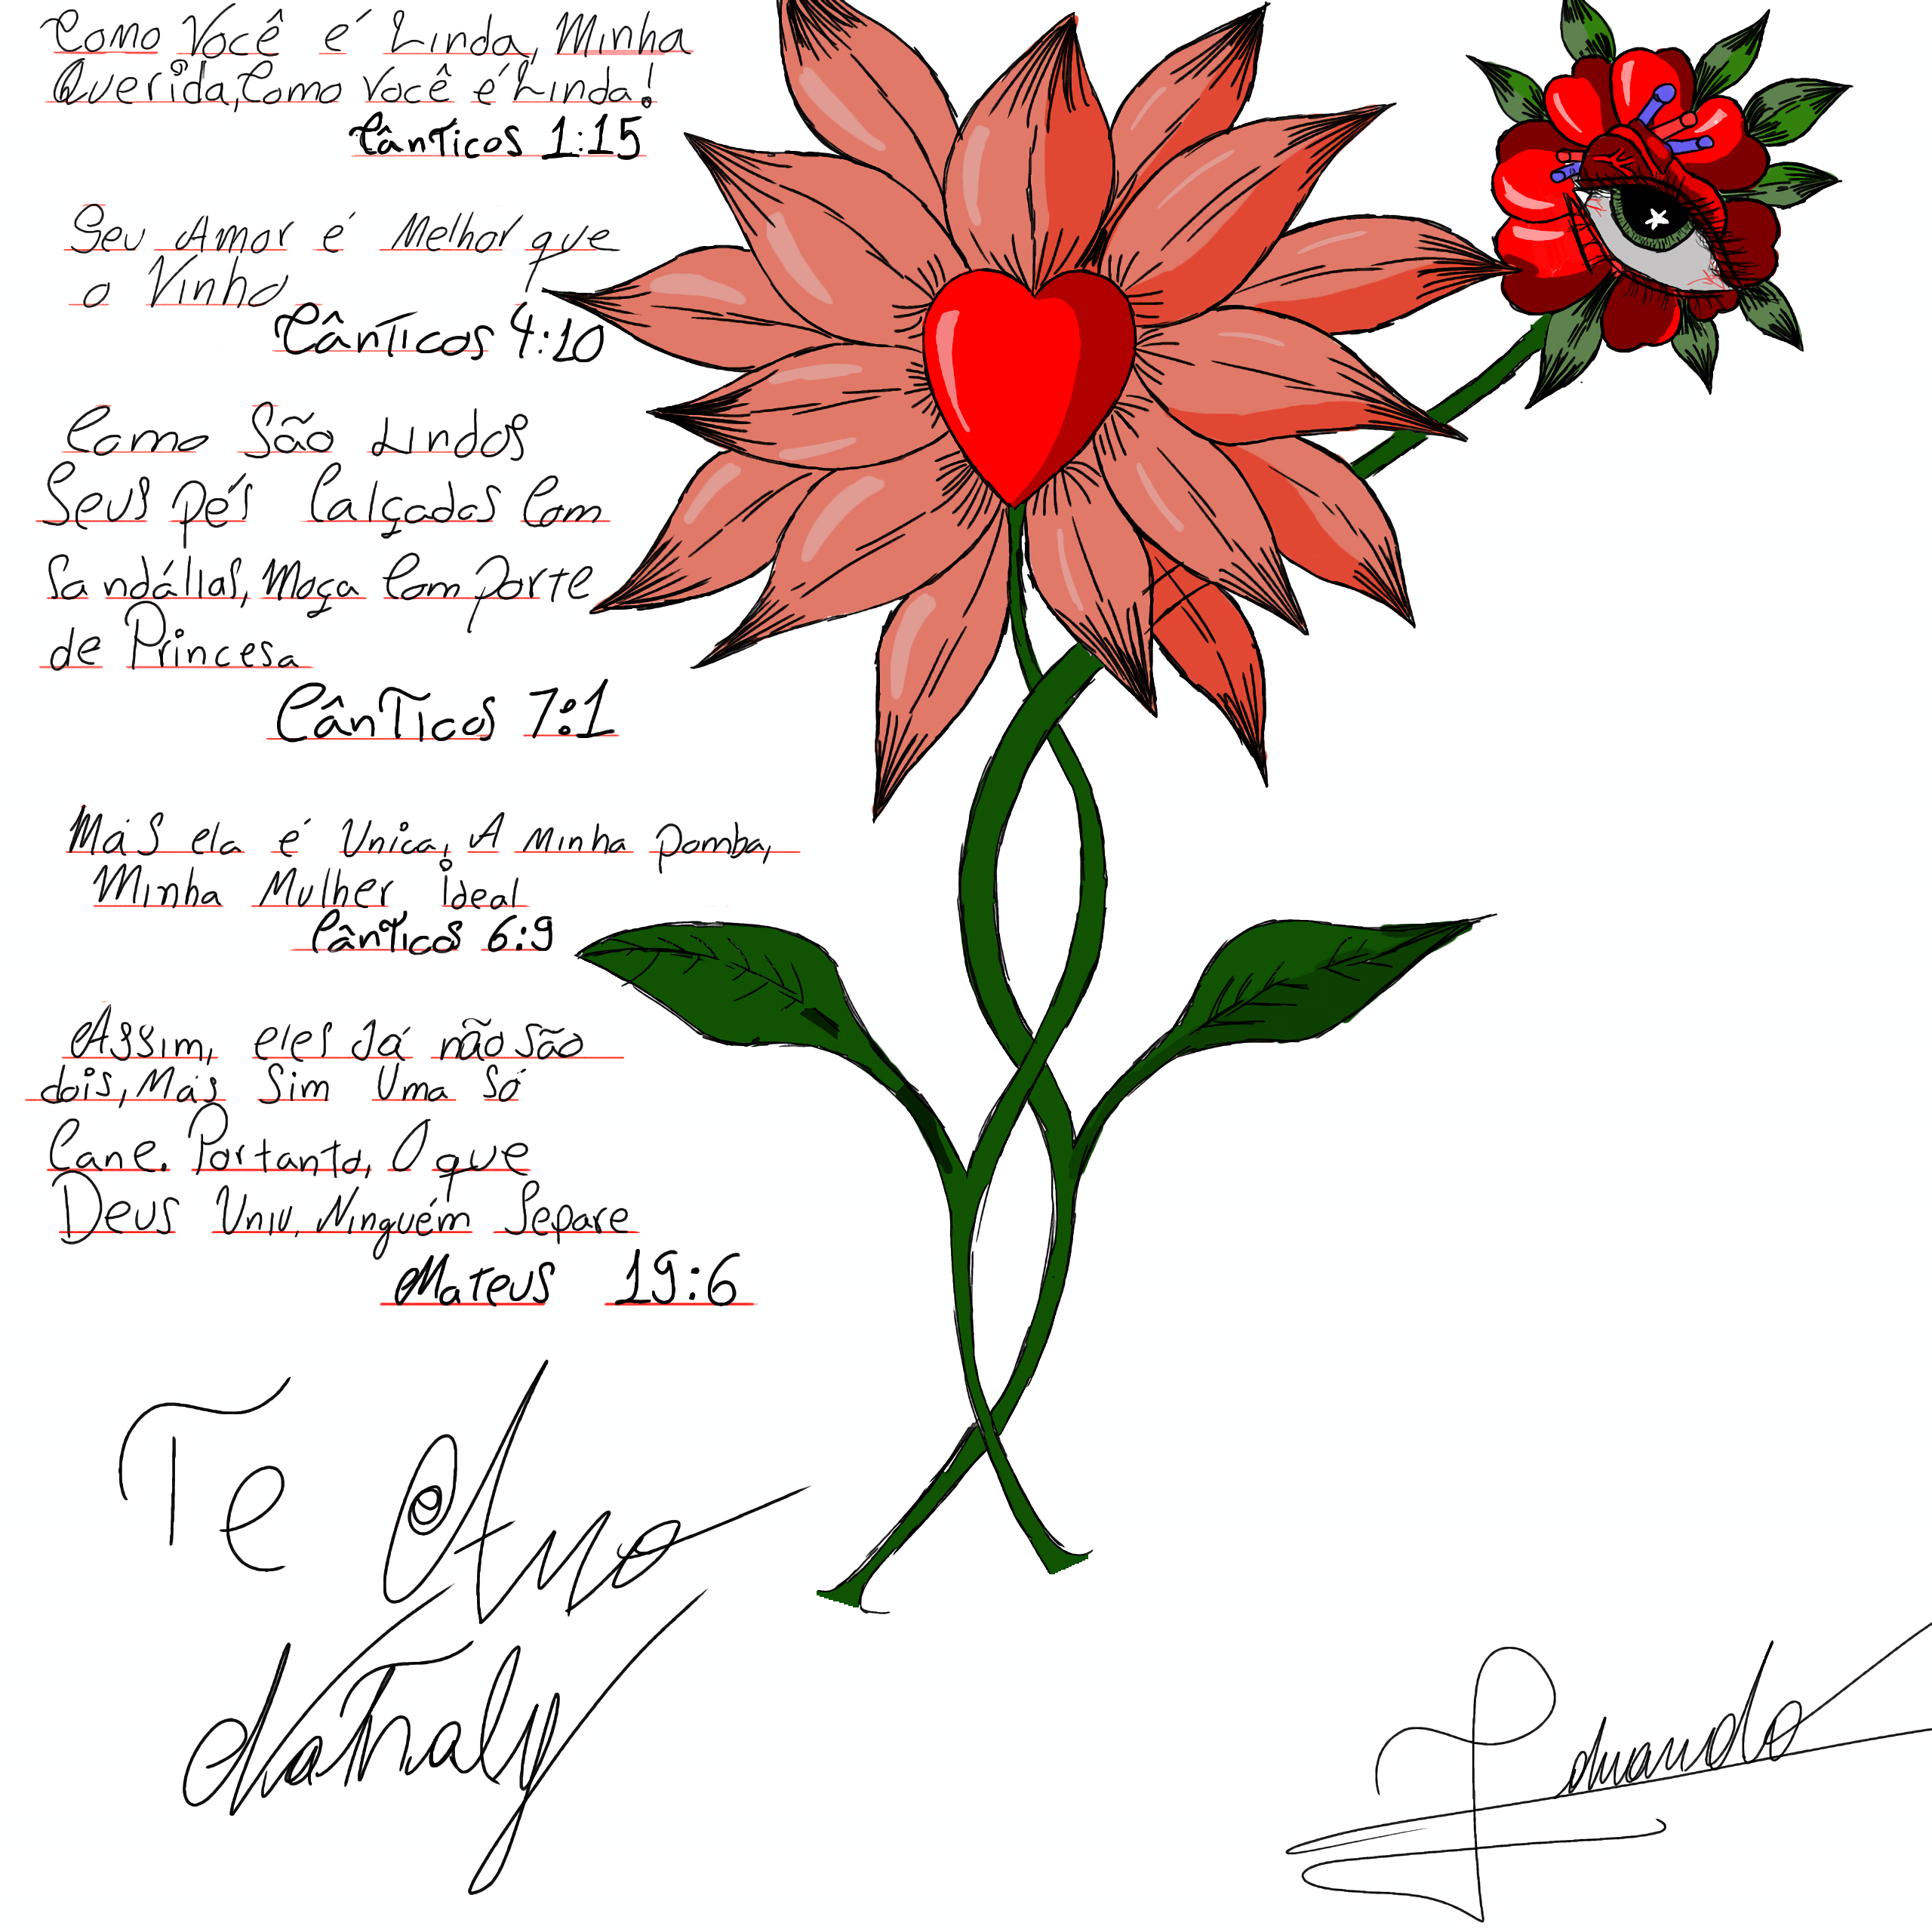 Como Você é Linda, Minha
Querida, Como Você é Linda!
Cânticos 1:15
Seu Amor é Melhor que
o Vinho
Cânticos 4:10
Como São Lindos
Seus pés Calçados Com
Sandálias, Moça Com Porte
de Princesa
Cânticos 7:1
Mas ela é Unica, A Minha pomba,
Minha Mulher ideal
Cânticos 6:9
Assim, eles Já não são
dois, Mas Sim Uma Só
Cane. Portanto, O que
Deus Uniu, Ninguém Separe
Mateus 19:6
Te Amo
Nathaly
Eduardo